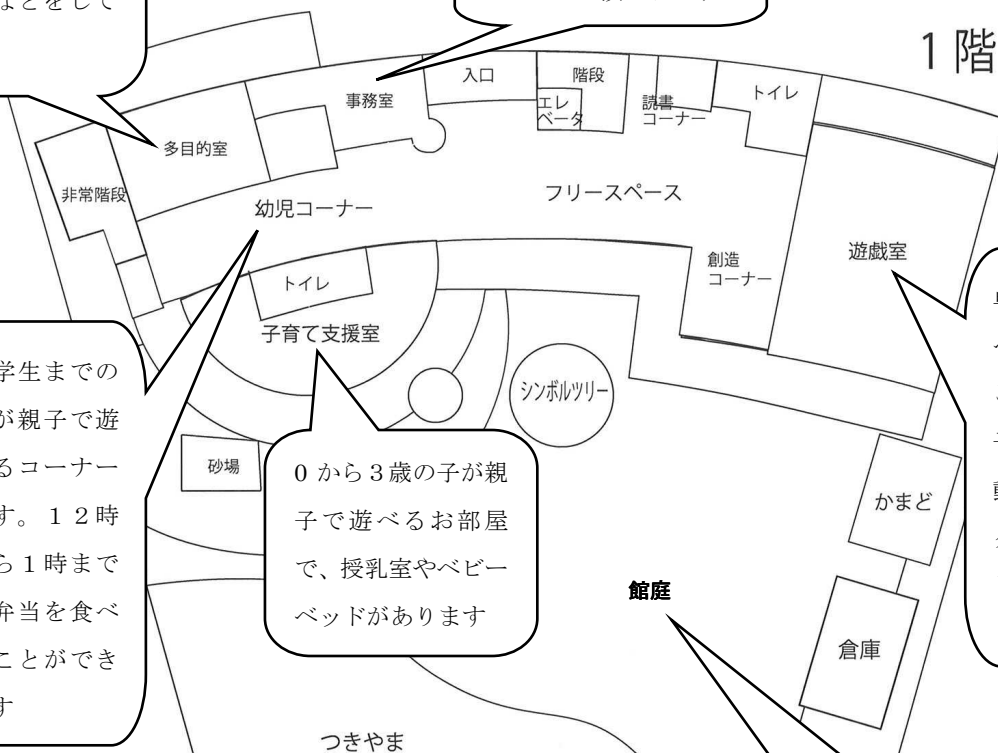 などをして
1階
入口
階段
エレ
ベータ
読書
コーナー
トイレ
事務室
多目的室
非常階段
幼児コーナー
フリースペース
創造
コーナー
遊戯室
トイレ
子育て支援室
シンボルツリー
学生までの
が親子で遊
るコーナー
す。１２時
ら１時まで
弁当を食べ
ことができ
す
砂場
0 から３歳の子が親
子で遊べるお部屋
で、授乳室やベビー
ベッドがあります
かまど
館庭
倉庫
つきやま